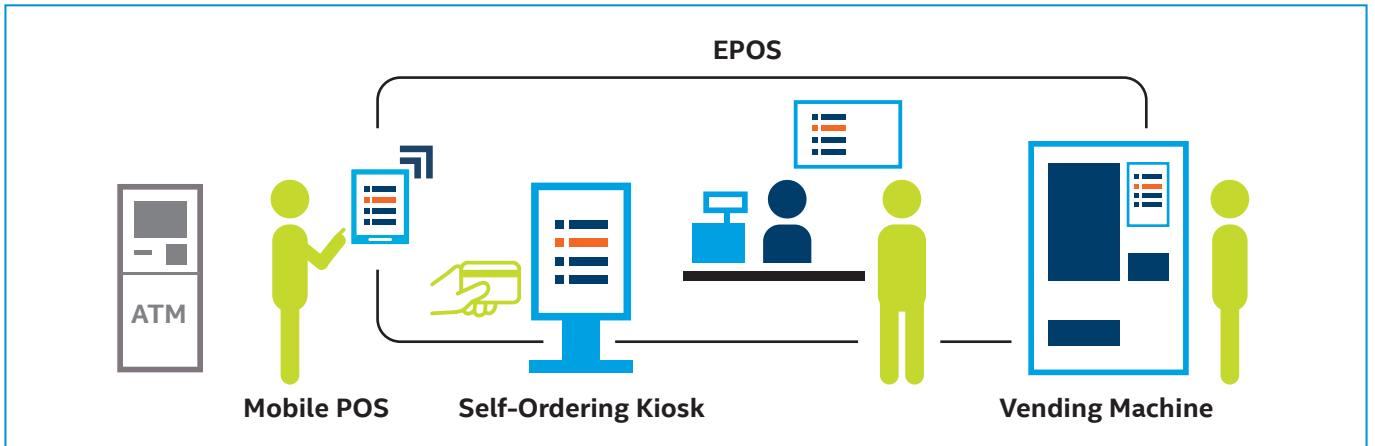 EPOS
ATM
Mobile POS
Self-Ordering Kiosk
Vending Machine